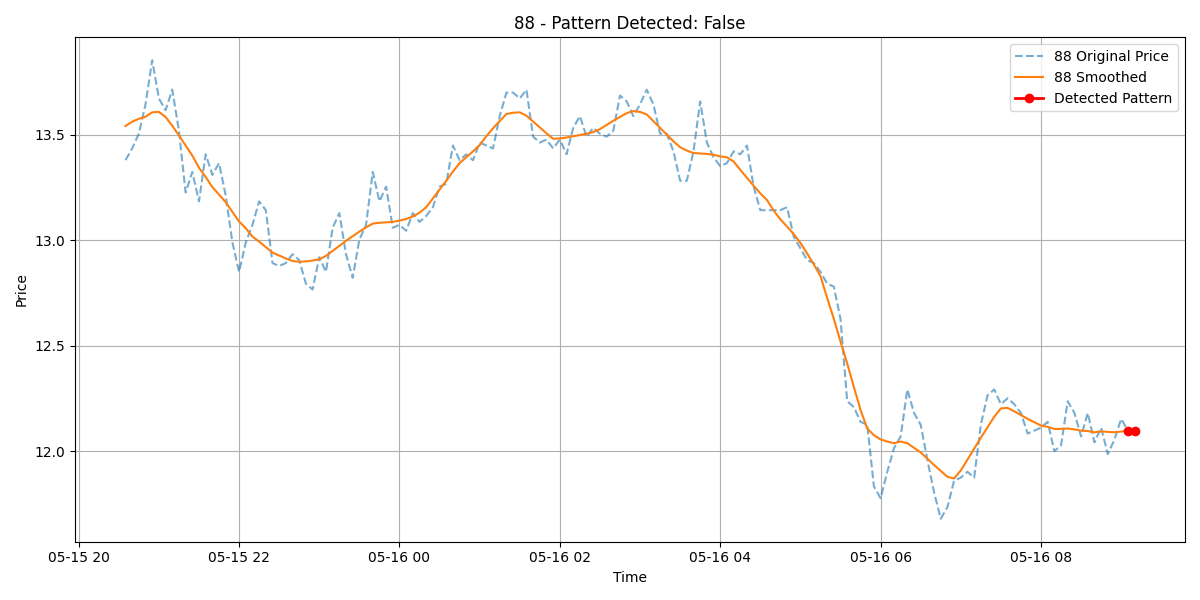 88 - Pattern Detected: False
88 Original Price
88 Smoothed
Detected Pattern
Price
13.5
13.0
12.5
12.0
05-15 20
05-15 22
05-16 00
05-16 02
05-16 04
05-16 06
05-16 08
Time